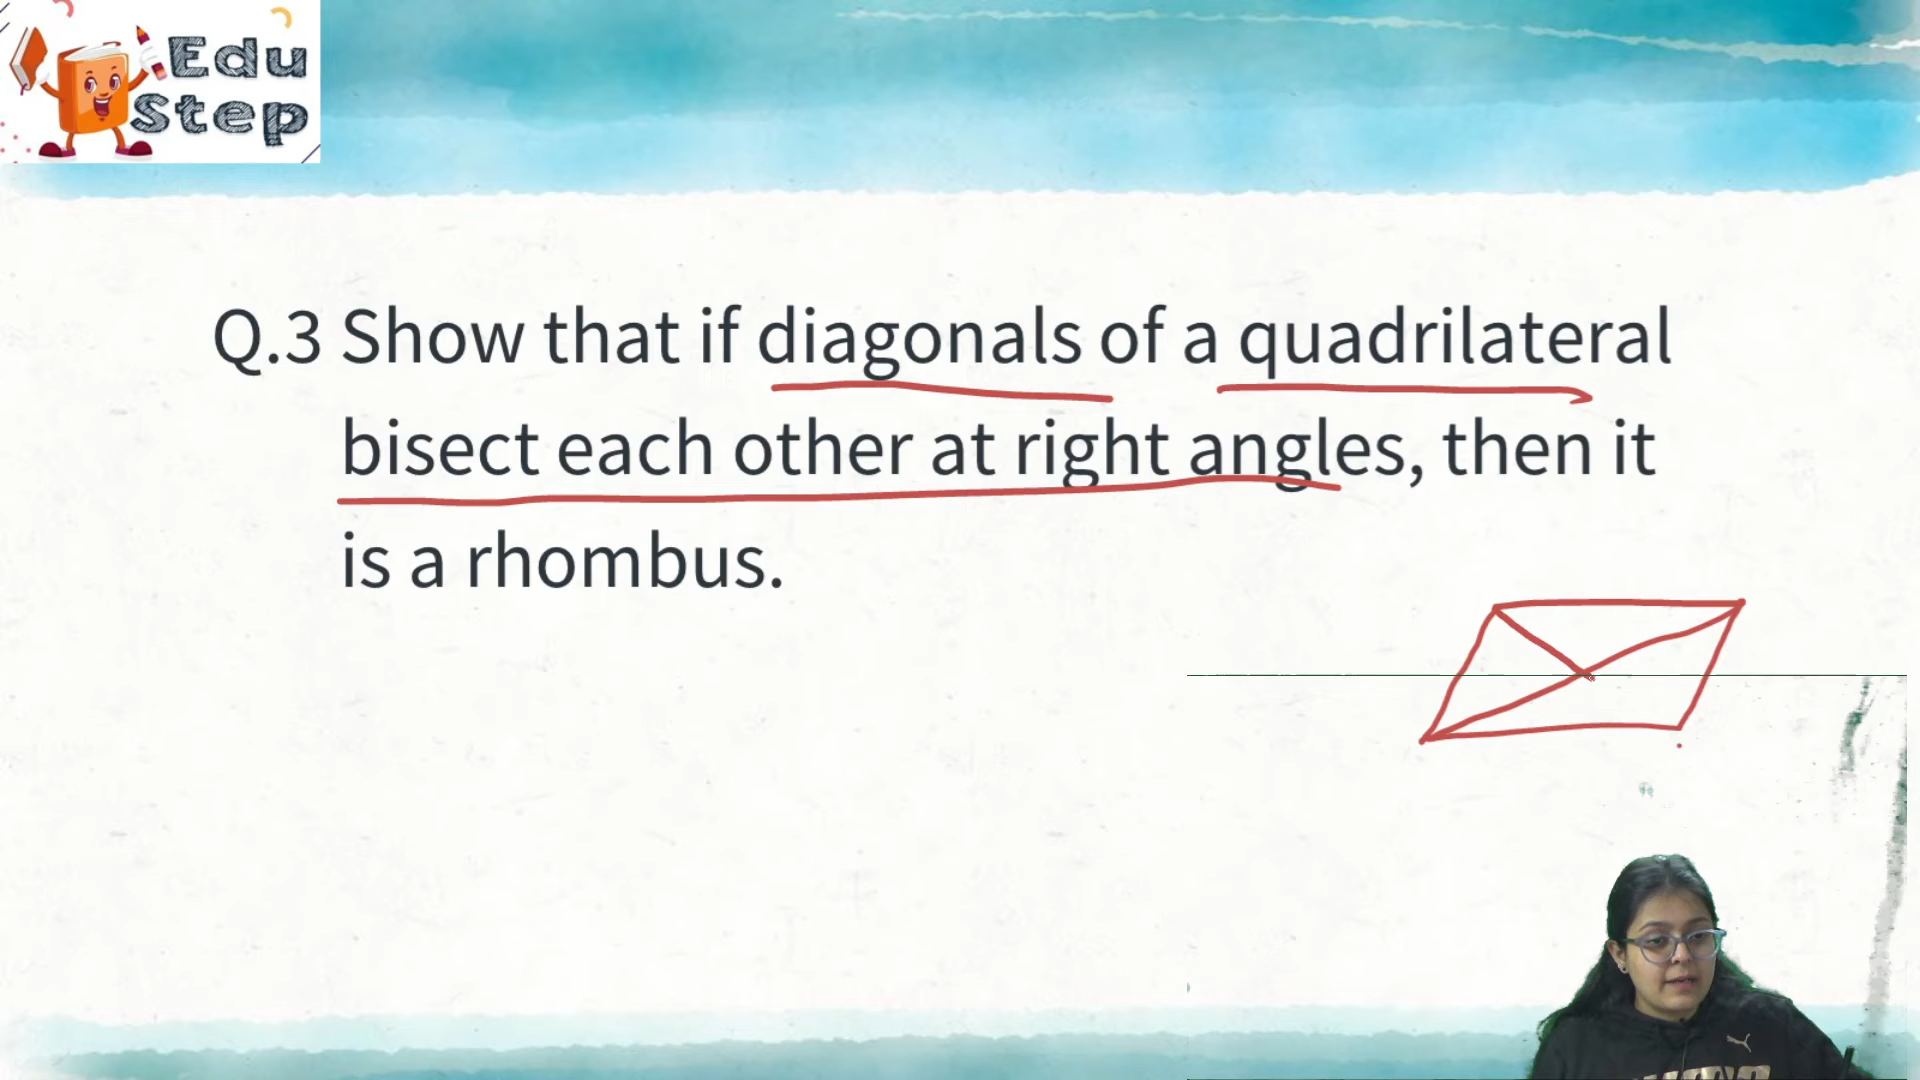 Edu
Step
Q.3 Show that if diagonals of a quadrilateral
bisect each other at right angles, then it
is a rhombus.